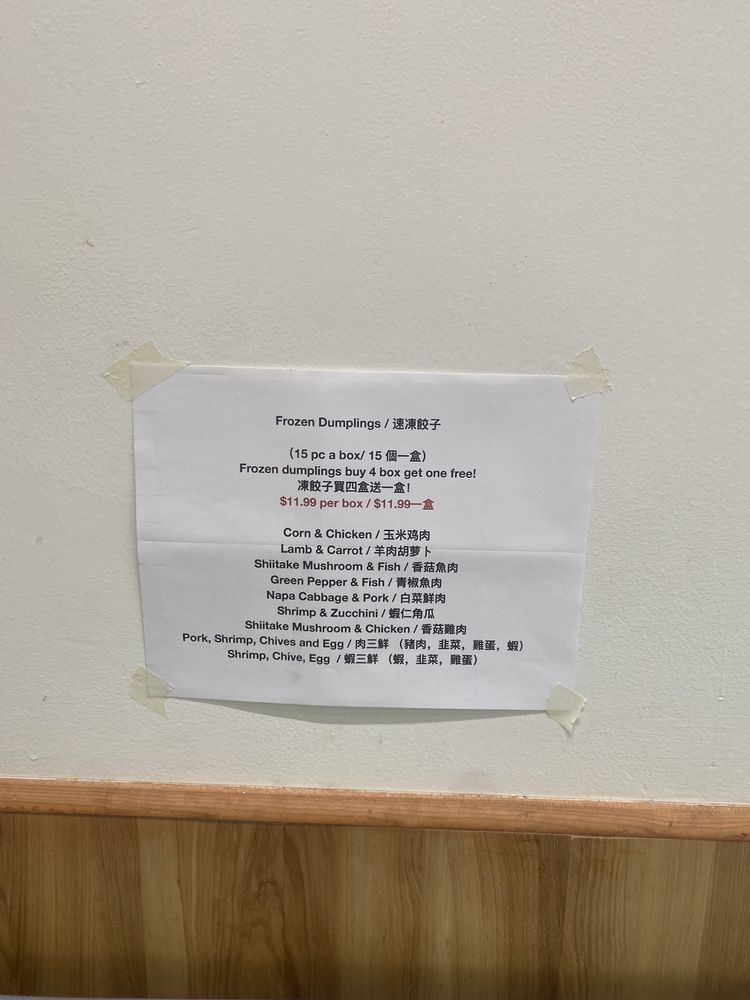 Frozen Dumplings / 速凍餃子
（15 pc a box/ 15 個一盒）
Frozen dumplings buy 4 box get one free!
凍餃子買四盒送一盒！
$11.99 per box / $11.99一盒
Corn & Chicken / 玉米鸡肉
Lamb & Carrot / 羊肉胡萝卜
Shiitake Mushroom & Fish / 香菇魚肉
Green Pepper & Fish / 青椒魚肉
Napa Cabbage & Pork / 白菜鮮肉
Shrimp & Zucchini / 蝦仁角瓜
Shiitake Mushroom & Chicken / 香菇雞肉
Pork, Shrimp, Chives and Egg / 肉三鮮 （豬肉，韭菜，雞蛋，蝦）
Shrimp, Chive, Egg / 蝦三鮮 （蝦，韭菜，雞蛋）